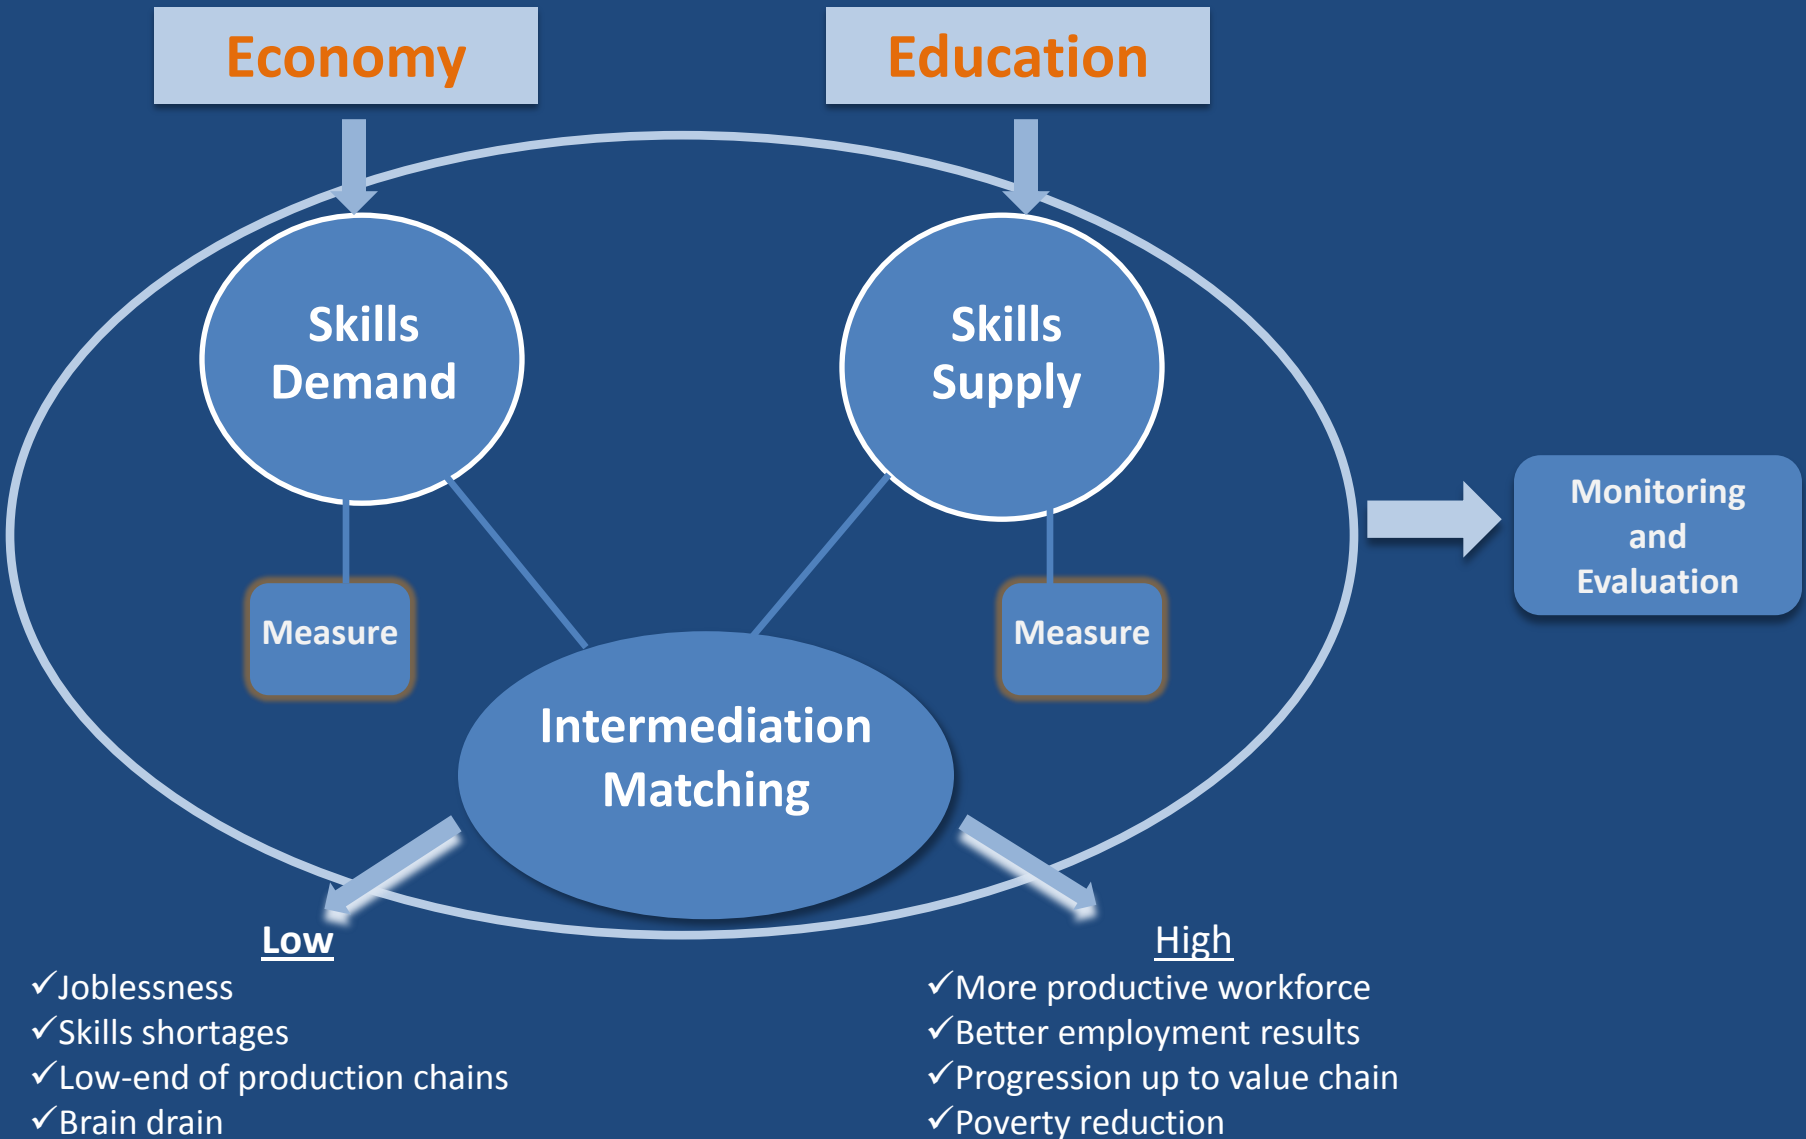 Economy
Education
Skills
Demand
Skills
Supply
Monitoring
and
Evaluation
Measure
Measure
Intermediation
Matching
Low
✓Joblessness
✓Skills shortages
✓Low-end of production chains
✓Brain drain
High
✓More productive workforce
✓Better employment results
✓Progression up to value chain
✓Poverty reduction